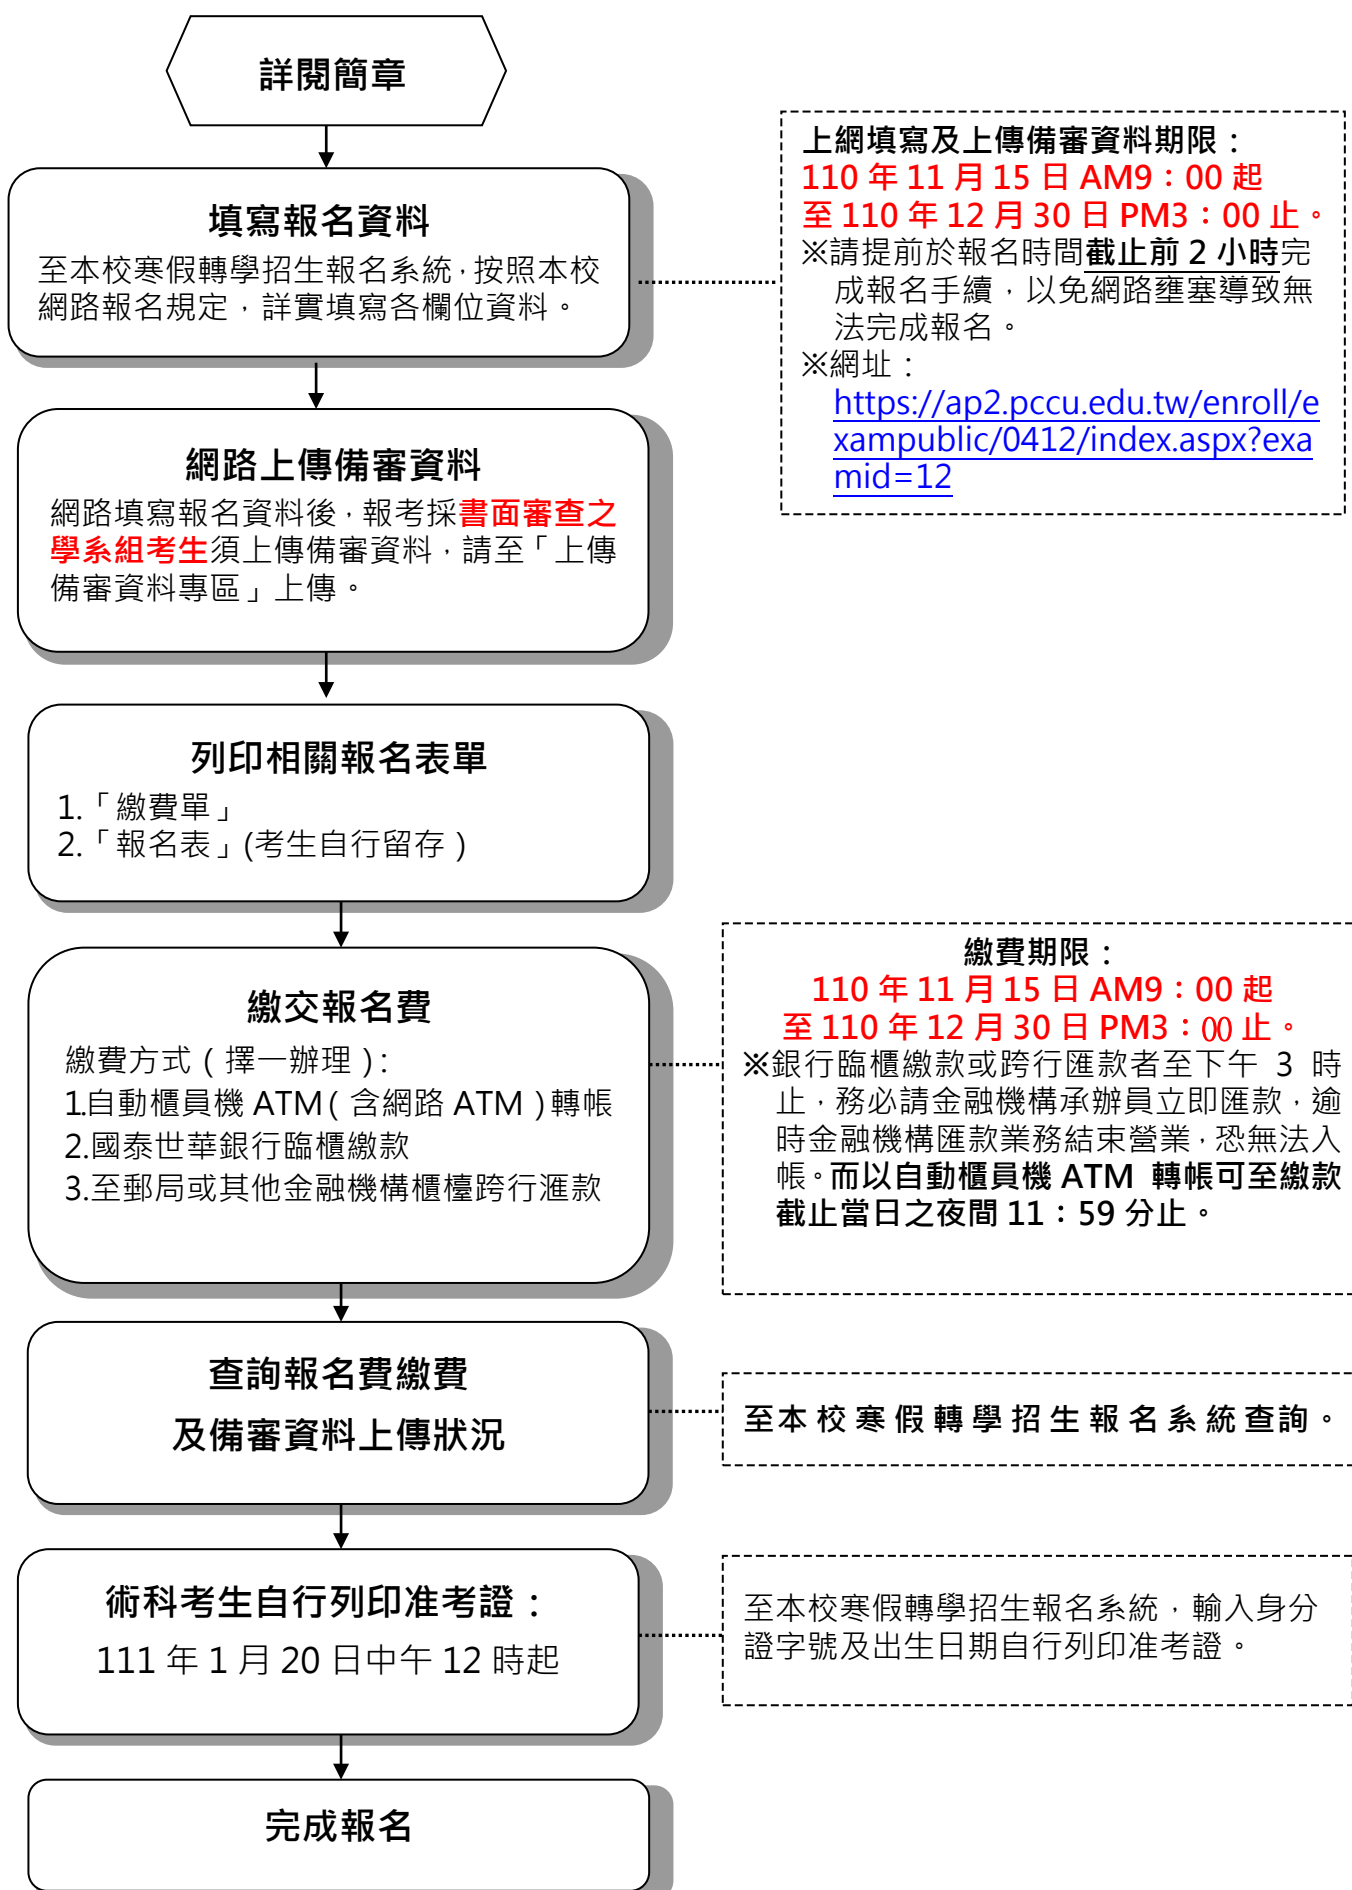 詳閱簡章
填寫報名資料
至本校寒假轉學招生報名系統，按照本校
網路報名規定，詳實填寫各欄位資料。
上網填寫及上傳備審資料期限：
110 年 11 月 15 日 AM9：00 起
至 110 年 12 月 30 日 PM3：00 止。
※請提前於報名時間截止前 2 小時完
成報名手續，以免網路壅塞導致無
法完成報名。
※網址：
https://ap2.pccu.edu.tw/enroll/e
xampublic/0412/index.aspx?exa
mid=12
網路上傳備審資料
網路填寫報名資料後，報考採書面審查之
學系組考生須上傳備審資料，請至「上傳
備審資料專區」上傳。
列印相關報名表單
1.「繳費單」
2.「報名表」(考生自行留存）
繳交報名費
繳費方式（擇一辦理）:
1.自動櫃員機 ATM（含網路 ATM）轉帳
2.國泰世華銀行臨櫃繳款
3.至郵局或其他金融機構櫃檯跨行滙款
繳費期限：
110 年 11 月 15 日 AM9：00 起
至 110 年 12 月 30 日 PM3：00 止。
※銀行臨櫃繳款或跨行匯款者至下午 3 時
止，務必請金融機構承辦員立即匯款，逾
時金融機構匯款業務結束營業，恐無法入
帳。而以自動櫃員機 ATM 轉帳可至繳款
截止當日之夜間 11：59 分止。
查詢報名費繳費
及備審資料上傳狀況
至本校寒假轉學招生報名系統查詢。
術科考生自行列印准考證：
111 年 1 月 20 日中午 12 時起
至本校寒假轉學招生報名系統，輸入身分
證字號及出生日期自行列印准考證。
完成報名